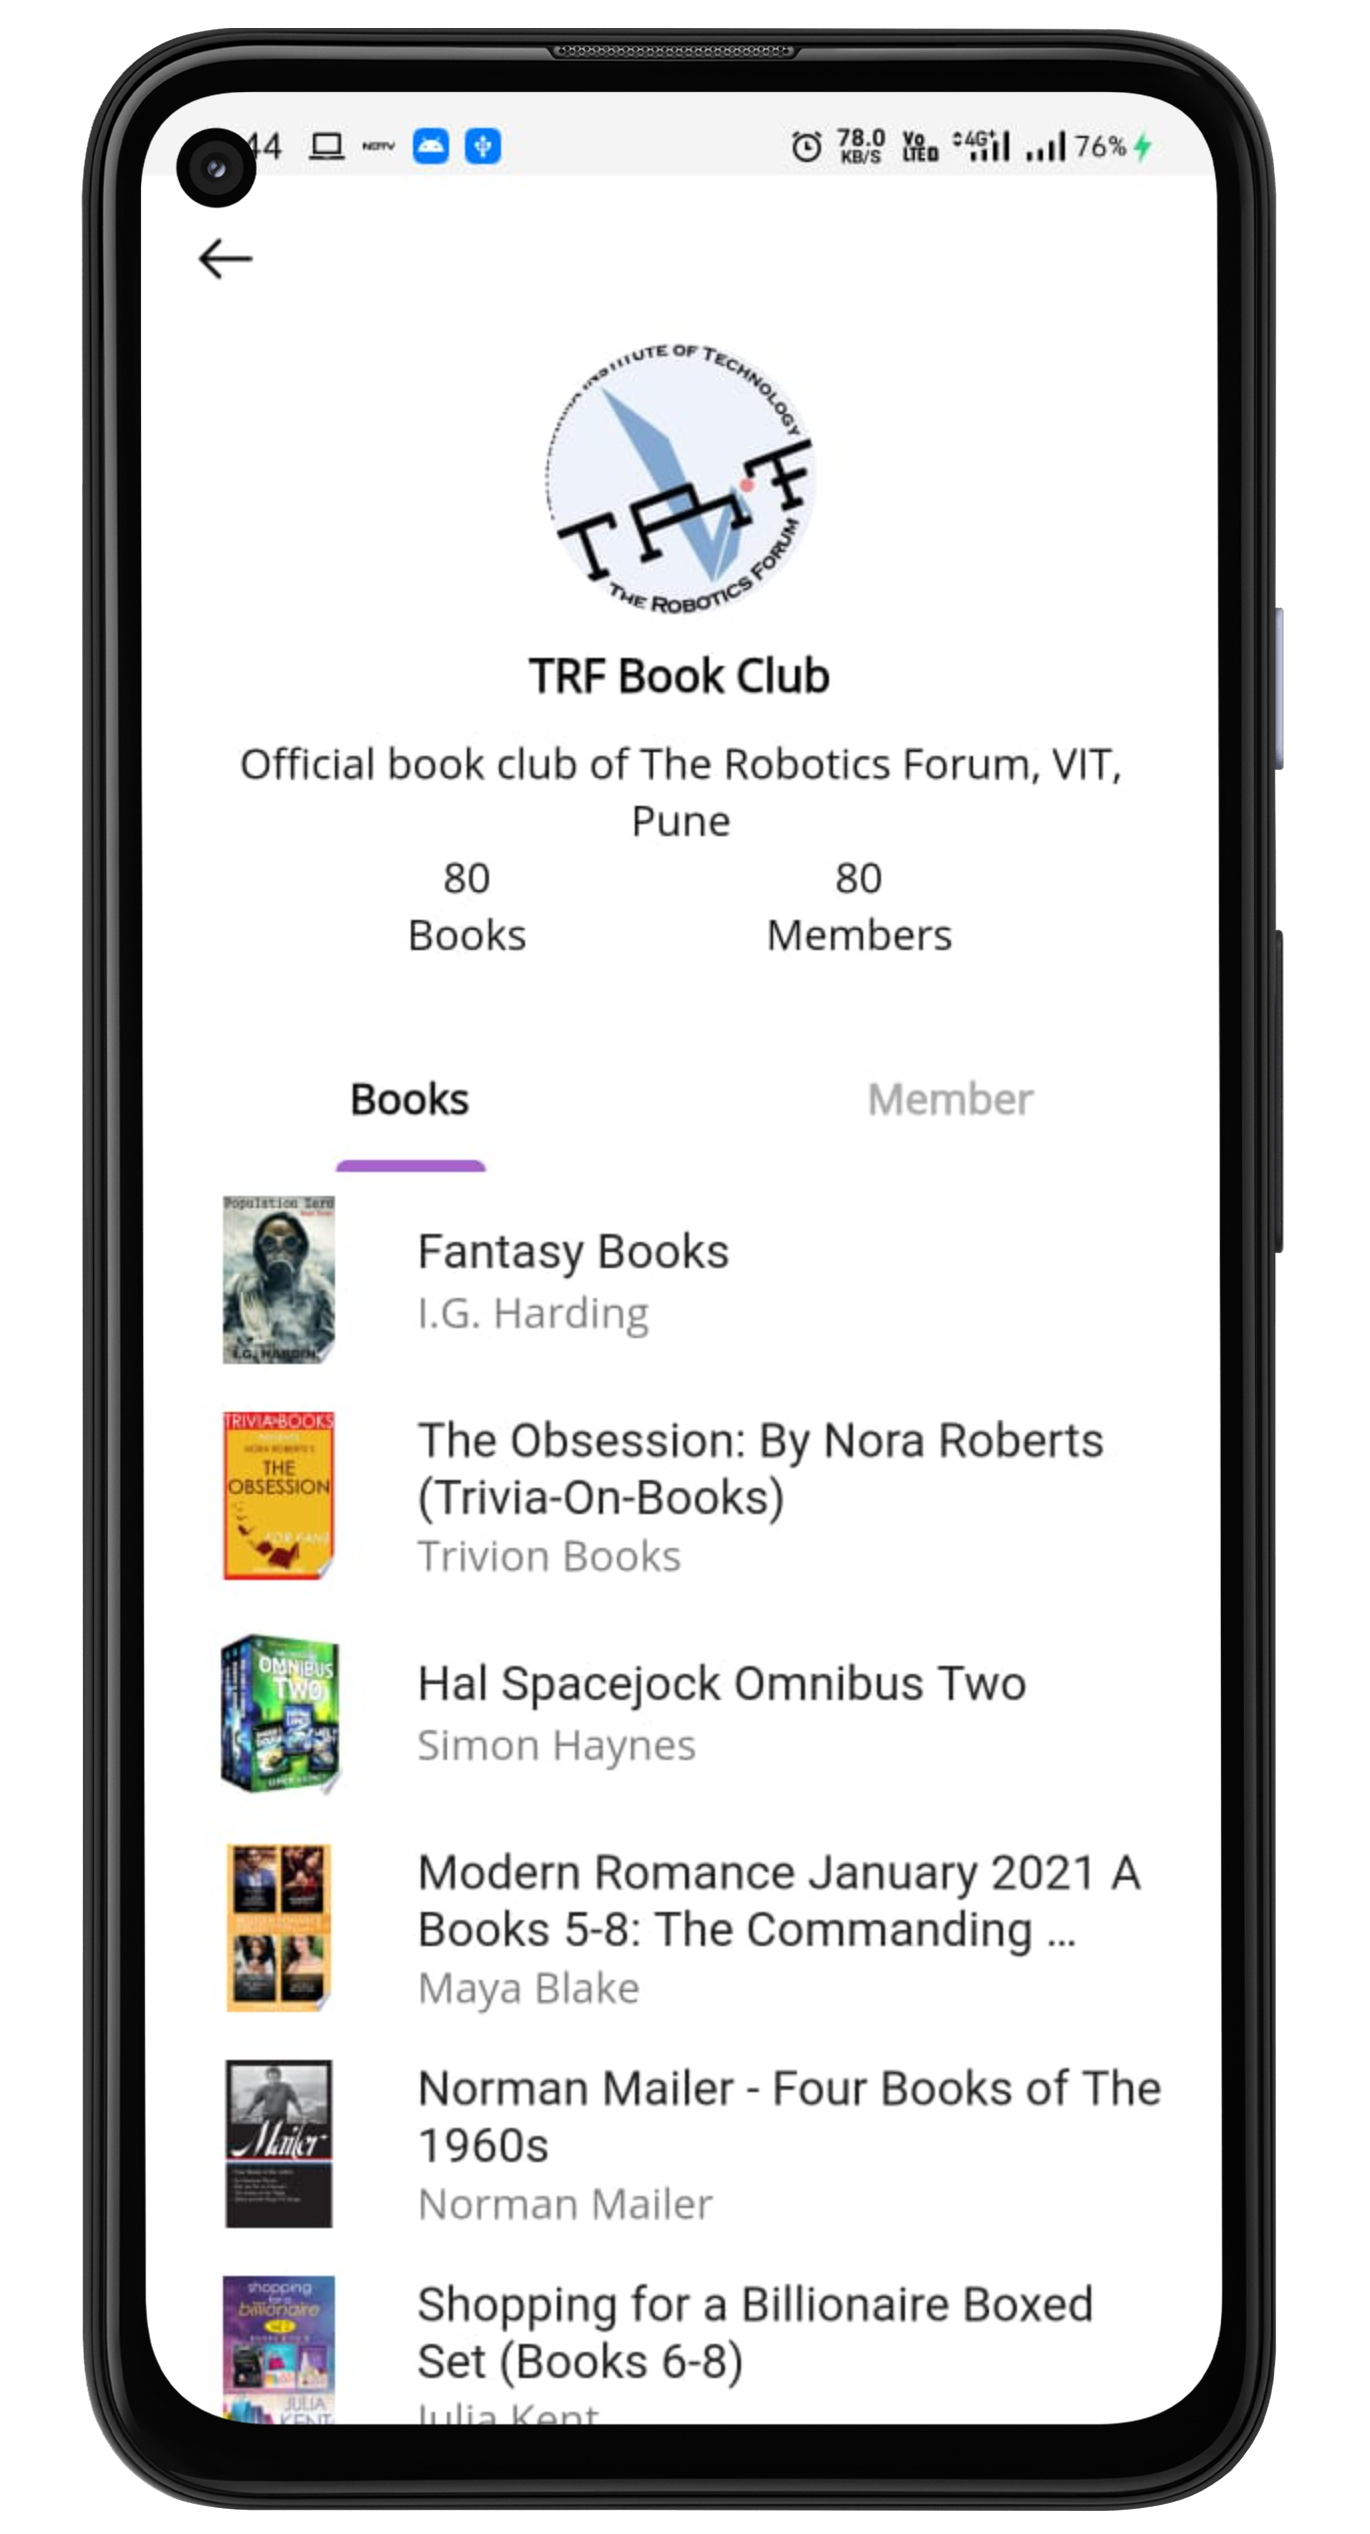 44 NDTV 78.0 KB/S Vo LTE 4G+ 76%
INSTITUTE OF TECHNOLOGY
TRF
THE ROBOTICS FORUM
TRF Book Club
Official book club of The Robotics Forum, VIT,
Pune
80 80
Books Members
Books Member
Population Zero
I.G. HARDING
Fantasy Books
I.G. Harding
TRIVIA-ON-BOOKS
THE
OBSESSION
FOR FANS
The Obsession: By Nora Roberts
(Trivia-On-Books)
Trivion Books
OMNIBUS
TWO
Hal Spacejock Omnibus Two
Simon Haynes
Modern Romance January 2021 A
Books 5-8: The Commanding ...
Maya Blake
Mailer
Norman Mailer - Four Books of The
1960s
Norman Mailer
shopping
for a
billionaire
JULIA
KENT
Shopping for a Billionaire Boxed
Set (Books 6-8)
Julia Kent